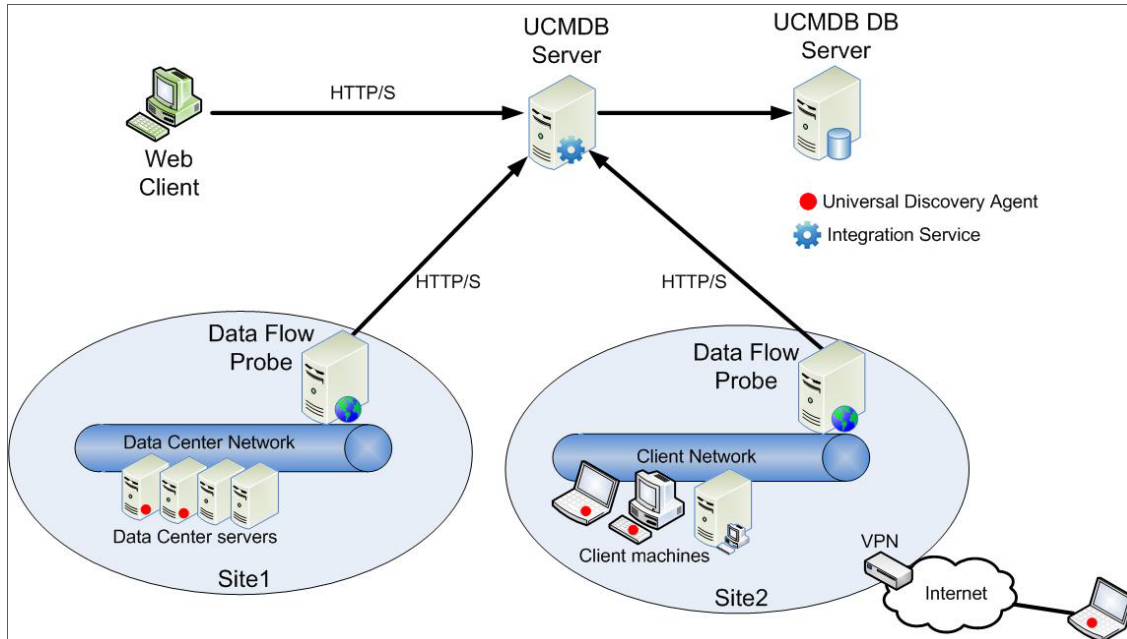 UCMDB
Server
UCMDB DB
Server
HTTP/S
Web
Client
Universal Discovery Agent
Integration Service
HTTP/S
HTTP/S
Data Flow
Probe
Data Flow
Probe
Data Center Network
Client Network
Data Center servers
Client machines
VPN
Site1
Site2
Internet